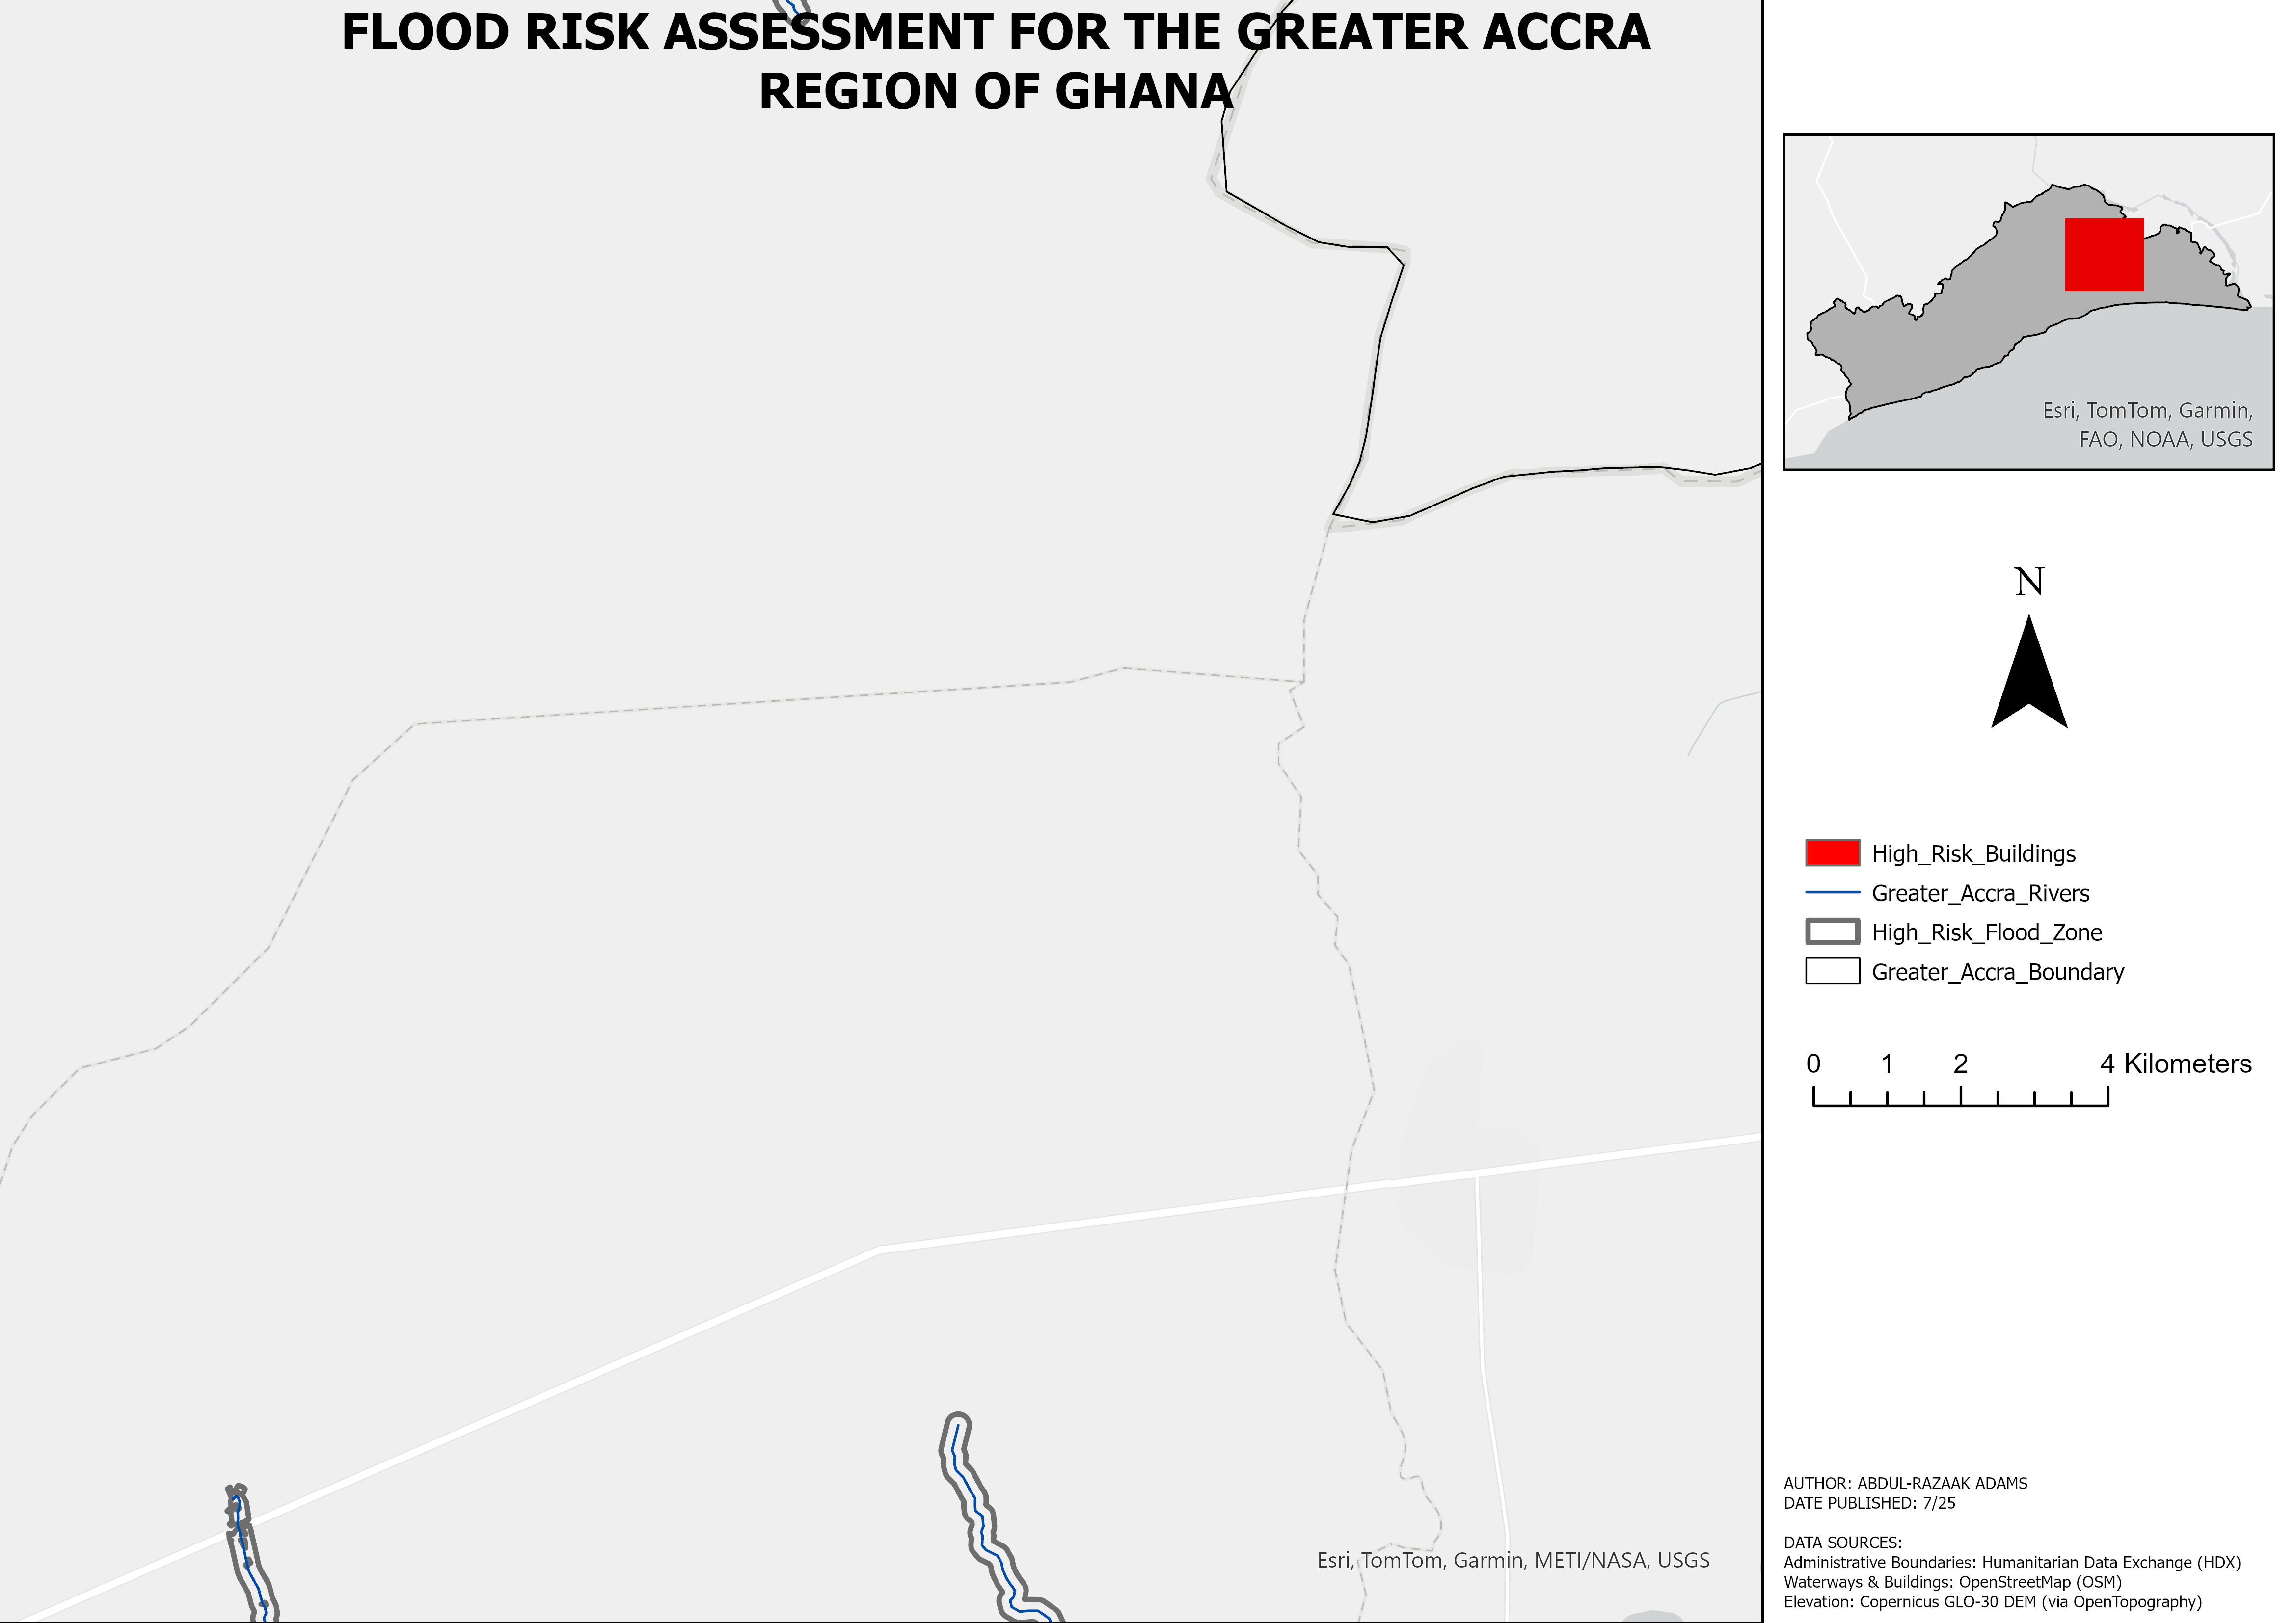 FLOOD RISK ASSESSMENT FOR THE GREATER ACCRA
REGION OF GHANA
Esri, TomTom, Garmin,
FAO, NOAA, USGS
N
High_Risk_Buildings
Greater_Accra_Rivers
High_Risk_Flood_Zone
Greater_Accra_Boundary
0 1 2 4 Kilometers
Esri, TomTom, Garmin, METI/NASA, USGS
AUTHOR: ABDUL-RAZAAK ADAMS
DATE PUBLISHED: 7/25
DATA SOURCES:
Administrative Boundaries: Humanitarian Data Exchange (HDX)
Waterways & Buildings: OpenStreetMap (OSM)
Elevation: Copernicus GLO-30 DEM (via OpenTopography)